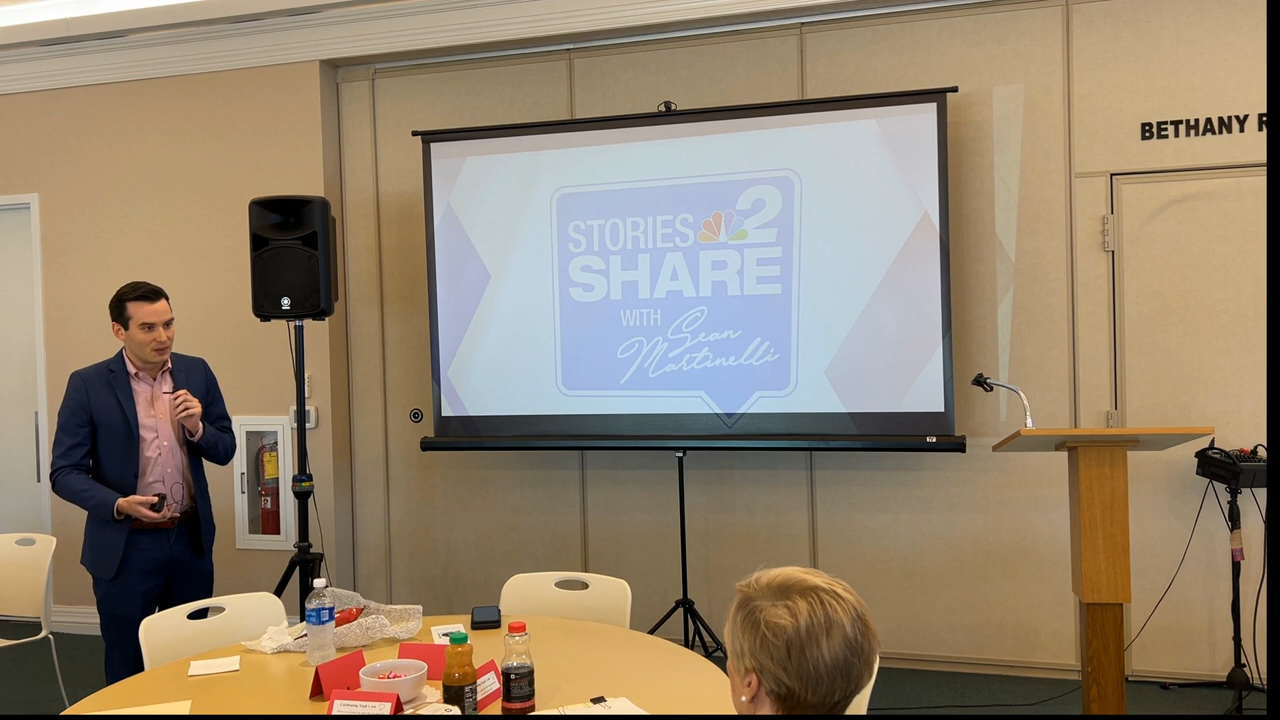 BETHANY R
STORIES 2
SHARE
WITH Sean
Martinelli